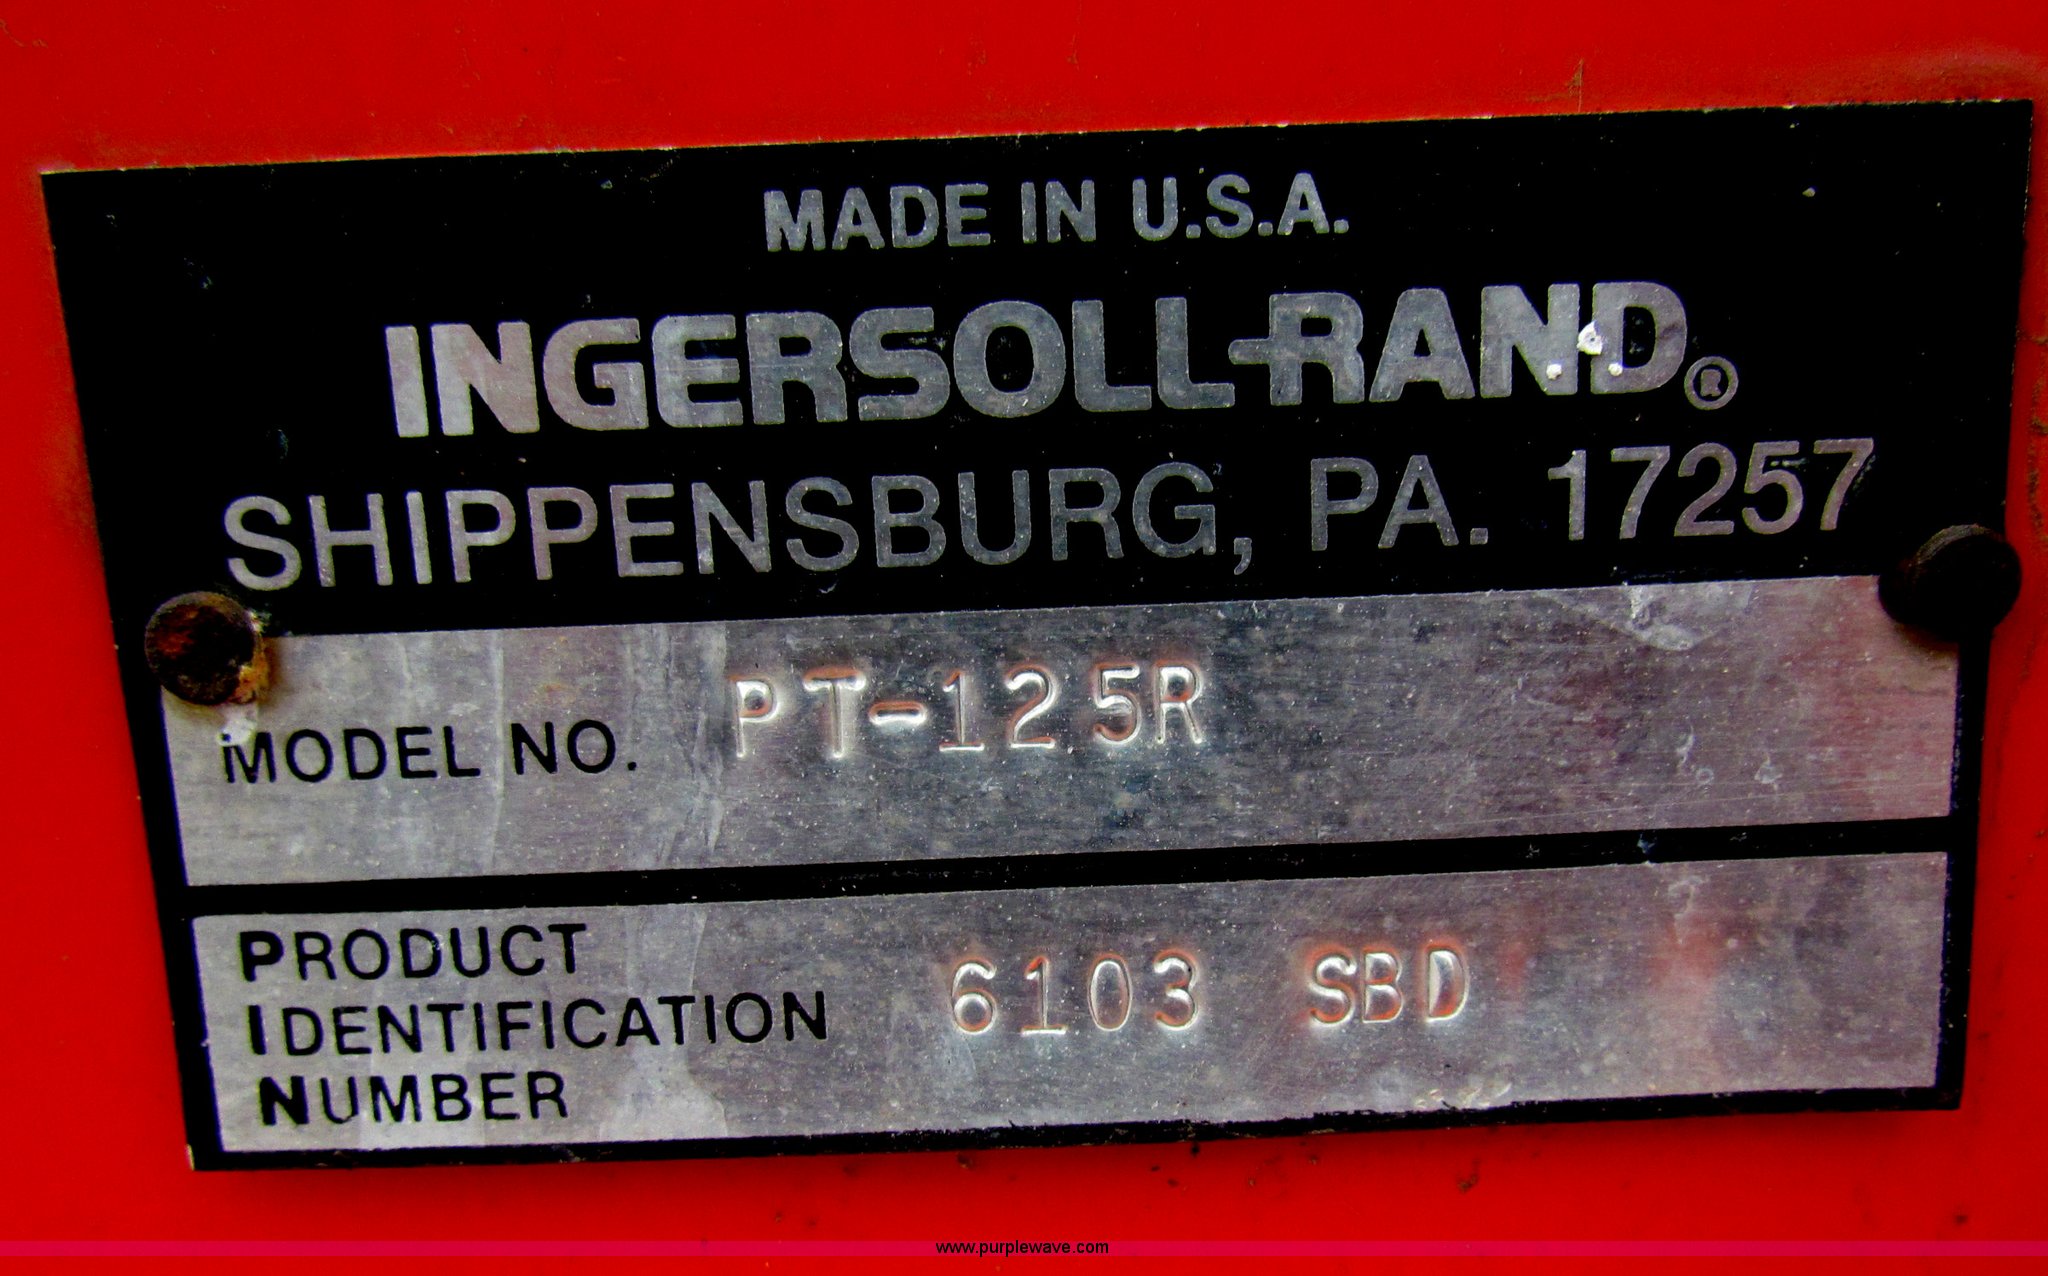 MADE IN U.S.A.
INGERSOLL-RAND®
SHIPPENSBURG, PA. 17257
MODEL NO. PT-125R
PRODUCT
IDENTIFICATION 6103 SBD
NUMBER
www.purplewave.com